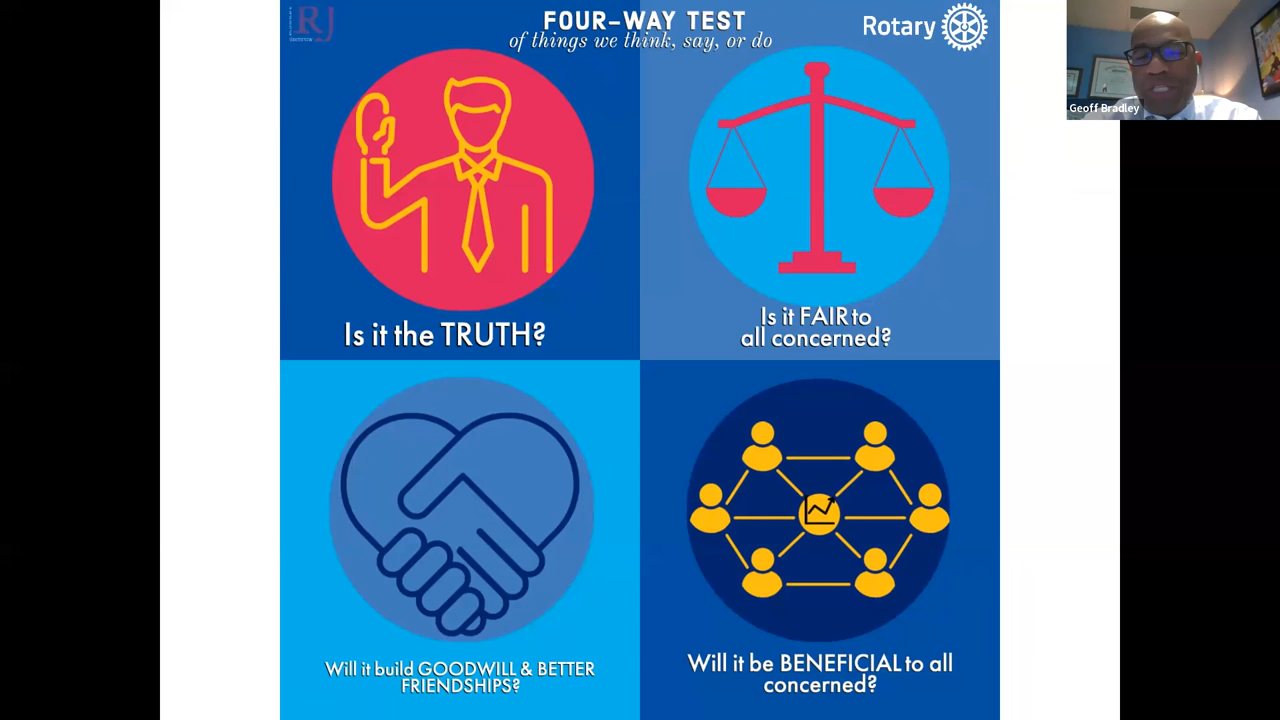 RJ
FOUR-WAY TEST
of things we think, say, or do
Rotary
Geoff Bradley
Is it the TRUTH?
Is it FAIR to
all concerned?
Will it build GOODWILL & BETTER
FRIENDSHIPS?
Will it be BENEFICIAL to all
concerned?